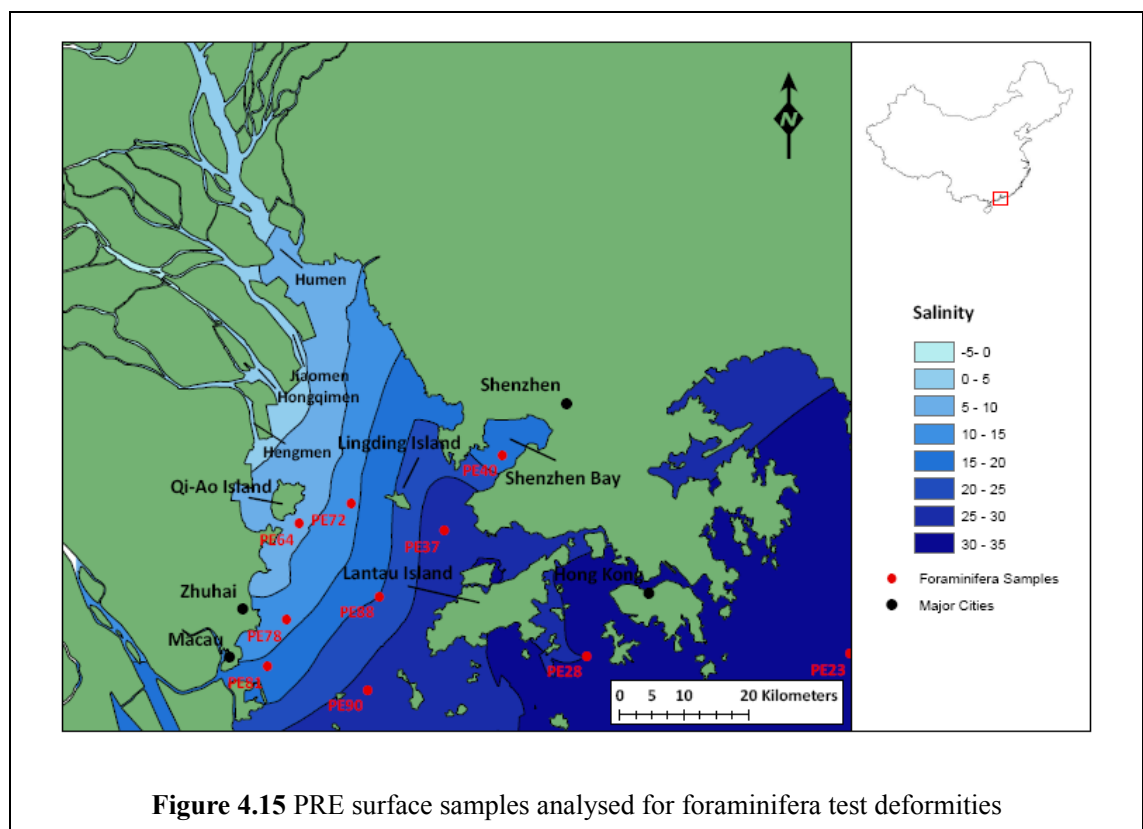 N
Humen
Jiaomen
Hongqimen
Shenzhen
Lingding Island
Hengmen
PE40
Shenzhen Bay
Qi-Ao Island
PE72
PE64
PE37
Lantau Island
Hong Kong
Zhuhai
PE88
PE78
Macau
PE28
PE23
PE81
PE90
0 5 10 20 Kilometers
Salinity
-5- 0
0 - 5
5 - 10
10 - 15
15 - 20
20 - 25
25 - 30
30 - 35
Foraminifera Samples
Major Cities
Figure 4.15 PRE surface samples analysed for foraminifera test deformities